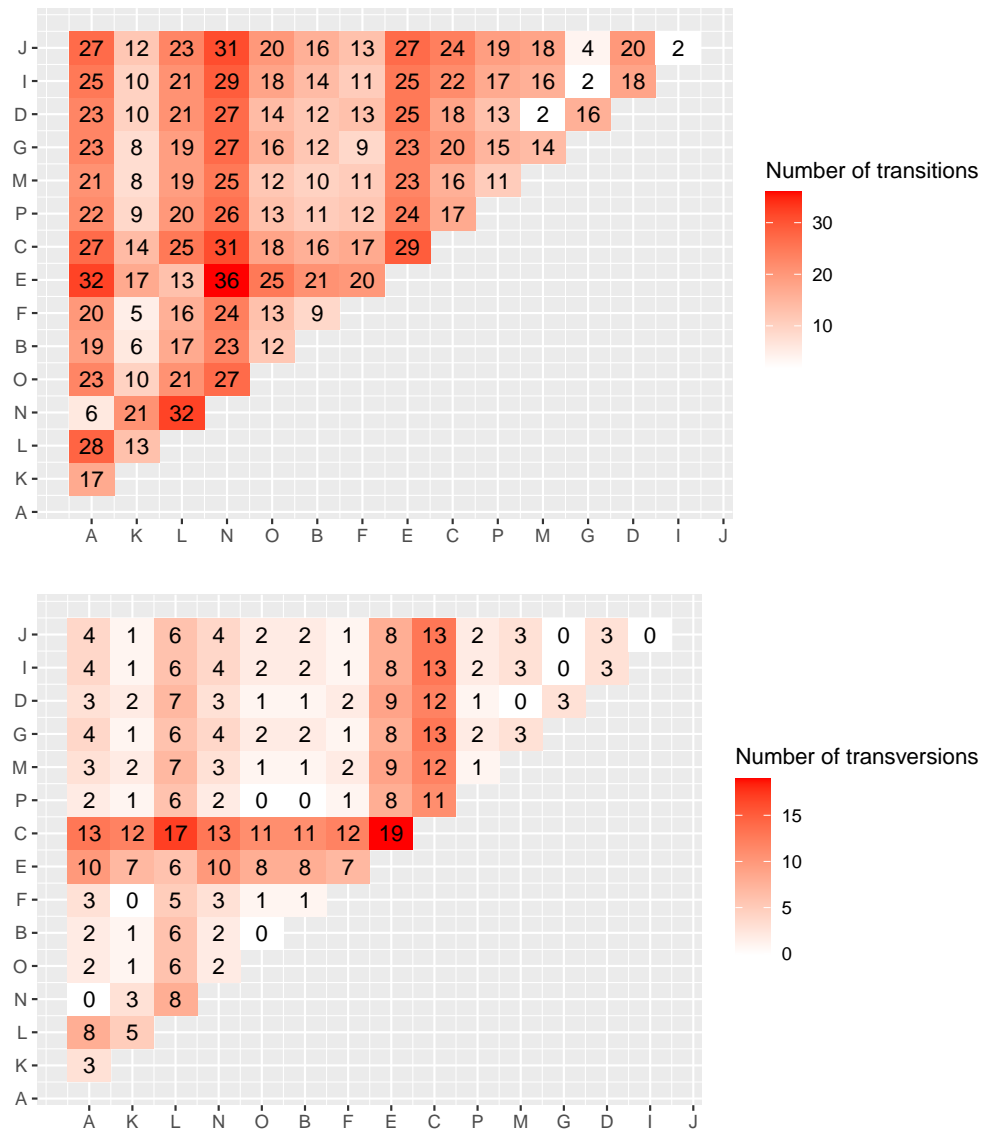 J 27 12 23 31 20 16 13 27 24 19 18 4 20 2
I 25 10 21 29 18 14 11 25 22 17 16 2 18
D 23 10 21 27 14 12 13 25 18 13 2 16
G 23 8 19 27 16 12 9 23 20 15 14
M 21 8 19 25 12 10 11 23 16 11
P 22 9 20 26 13 11 12 24 17
C 27 14 25 31 18 16 17 29
E 32 17 13 36 25 21 20
F 20 5 16 24 13 9
B 19 6 17 23 12
O 23 10 21 27
N 6 21 32
L 28 13
K 17
A
A K L N O B F E C P M G D I J
Number of transitions
30
20
10
J 4 1 6 4 2 2 1 8 13 2 3 0 3 0
I 4 1 6 4 2 2 1 8 13 2 3 0 3
D 3 2 7 3 1 1 2 9 12 1 0 3
G 4 1 6 4 2 2 1 8 13 2 3
M 3 2 7 3 1 1 2 9 12 1
P 2 1 6 2 0 0 1 8 11
C 13 12 17 13 11 11 12 19
E 10 7 6 10 8 8 7
F 3 0 5 3 1 1
B 2 1 6 2 0
O 2 1 6 2
N 0 3 8
L 8 5
K 3
A
A K L N O B F E C P M G D I J
Number of transversions
15
10
5
0